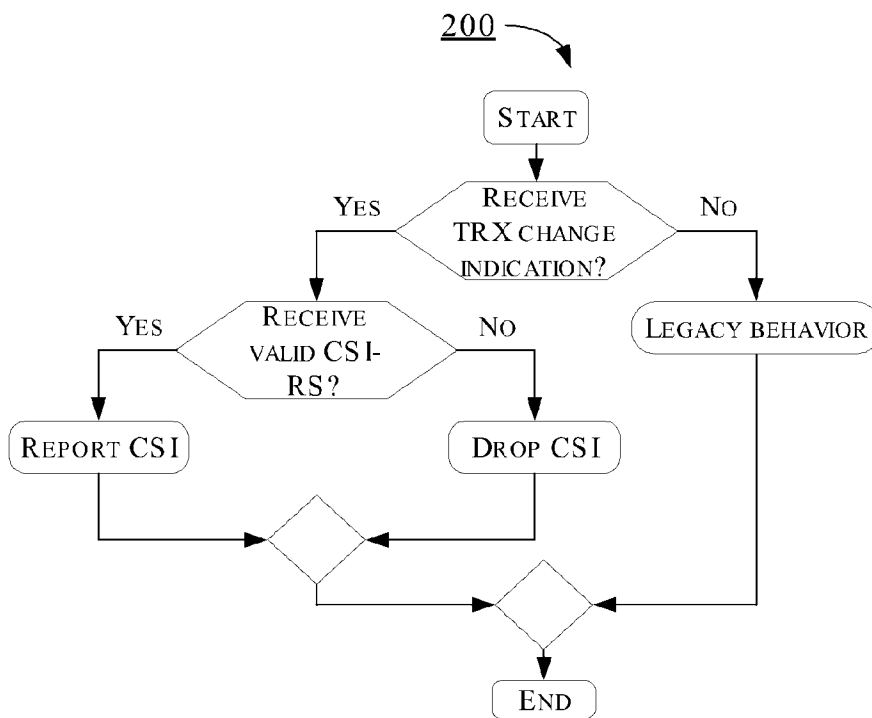 200
START
RECEIVE
TRX CHANGE
INDICATION?
YES
NO
RECEIVE
VALID CSI-
RS?
YES
NO
LEGACY BEHAVIOR
REPORT CSI
DROP CSI
END